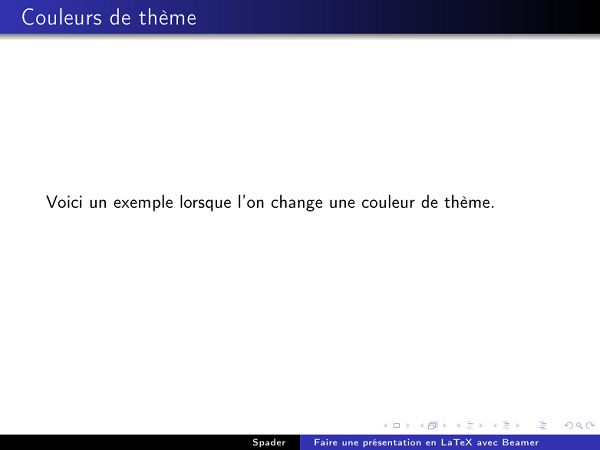 Couleurs de thème
Voici un exemple lorsque l'on change une couleur de thème.
Spader
Faire une présentation en LaTeX avec Beamer